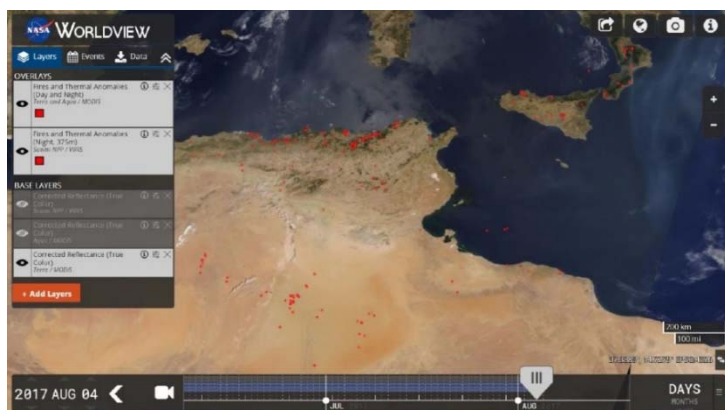 NASA WORLDVIEW
Layers Events Data
OVERLAYS
Fires and Thermal Anomalies
(Day and Night)
Terra and Aqua / MODIS
Fires and Thermal Anomalies
(Night, 375m)
Suomi NPP / VIIRS
BASE LAYERS
Corrected Reflectance (True
Color)
Suomi NPP / VIIRS
Corrected Reflectance (True
Color)
Aqua / MODIS
Corrected Reflectance (True
Color)
Terra / MODIS
+ Add Layers
200 km
100 mi
2017 AUG 04
JUL
AUG
DAYS
MONTHS